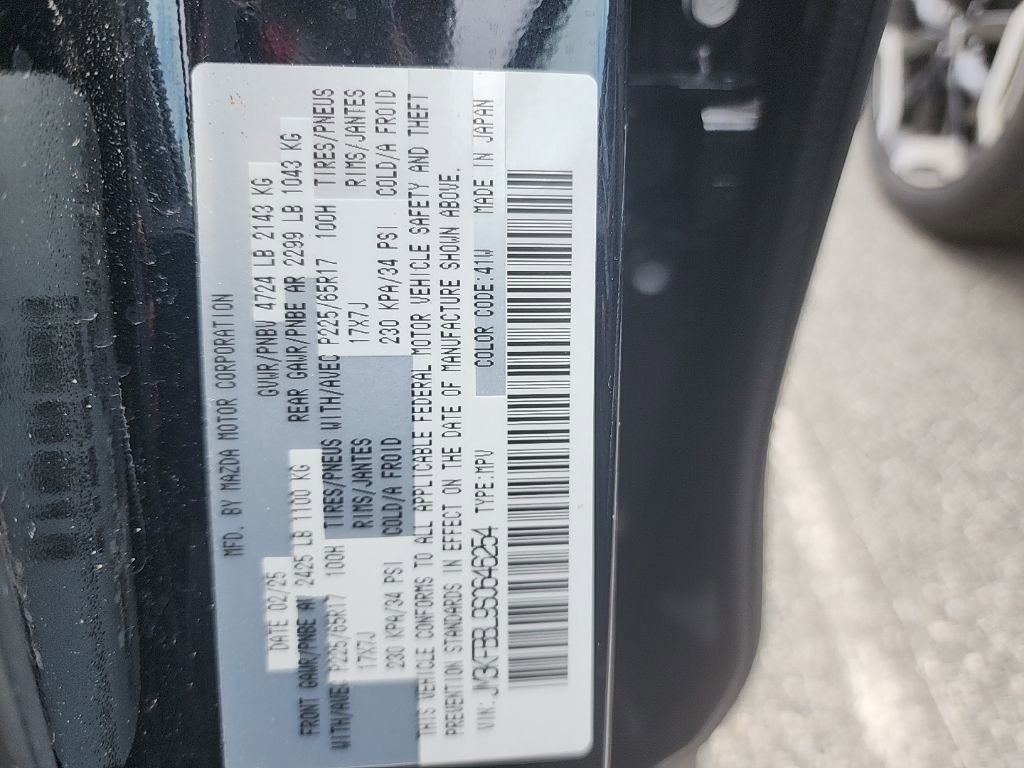 MFD. BY MAZDA MOTOR CORPORATION
DATE 02/25 GVWR/PNBV 4724 LB 2143 KG
FRONT GAWR/PNBE AV 2425 LB 1100 KG REAR GAWR/PNBE AR 2299 LB 1043 KG
WITH/AVEC P225/65R17 100H TIRES/PNEUS WITH/AVEC P225/65R17 100H TIRES/PNEUS
17X7J RIMS/JANTES 17X7J RIMS/JANTES
230 KPA/34 PSI COLD/A FROID 230 KPA/34 PSI COLD/A FROID
THIS VEHICLE CONFORMS TO ALL APPLICABLE FEDERAL MOTOR VEHICLE SAFETY AND THEFT
PREVENTION STANDARDS IN EFFECT ON THE DATE OF MANUFACTURE SHOWN ABOVE.
VIN: JM3KFBBL9S0646254 TYPE:MPV COLOR CODE:41W MADE IN JAPAN